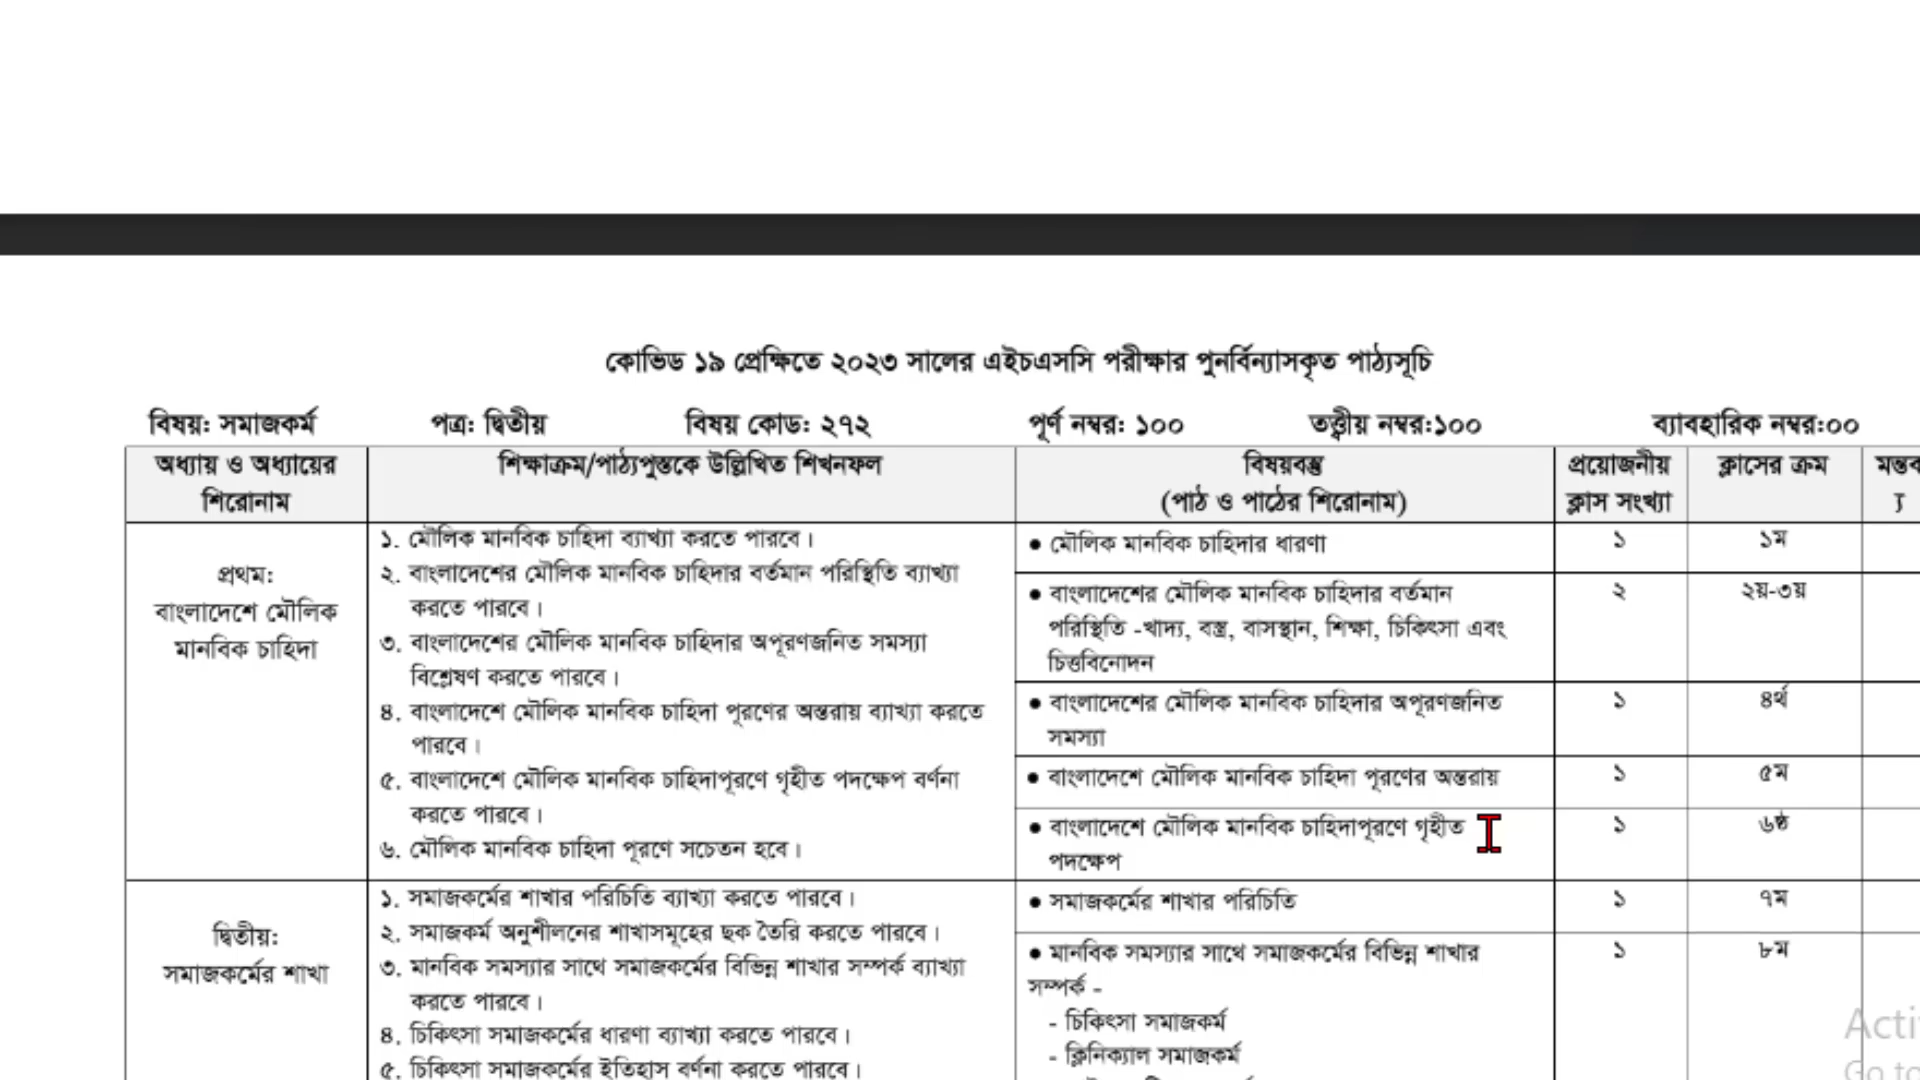 কোভিড ১৯ প্রেক্ষিতে ২০২৩ সালের এইচএসসি পরীক্ষার পুনর্বিন্যাসকৃত পাঠ্যসূচি
বিষয়: সমাজকর্ম পত্র: দ্বিতীয় বিষয় কোড: ২৭২ পূর্ণ নম্বর: ১০০ তত্ত্বীয় নম্বর:১০০ ব্যাবহারিক নম্বর:০০
অধ্যায় ও অধ্যায়ের
শিরোনাম
শিক্ষাক্রম/পাঠ্যপুস্তকে উল্লিখিত শিখনফল
বিষয়বস্তু
(পাঠ ও পাঠের শিরোনাম)
প্রয়োজনীয়
ক্লাস সংখ্যা
ক্লাসের ক্রম
মন্তব
্য
প্রথম:
বাংলাদেশে মৌলিক
মানবিক চাহিদা
১. মৌলিক মানবিক চাহিদা ব্যাখ্যা করতে পারবে।
২. বাংলাদেশের মৌলিক মানবিক চাহিদার বর্তমান পরিস্থিতি ব্যাখ্যা
করতে পারবে।
৩. বাংলাদেশের মৌলিক মানবিক চাহিদার অপূরণজনিত সমস্যা
বিশ্লেষণ করতে পারবে।
৪. বাংলাদেশে মৌলিক মানবিক চাহিদা পূরণের অন্তরায় ব্যাখ্যা করতে
পারবে।
৫. বাংলাদেশে মৌলিক মানবিক চাহিদাপূরণে গৃহীত পদক্ষেপ বর্ণনা
করতে পারবে।
৬. মৌলিক মানবিক চাহিদা পূরণে সচেতন হবে।
● মৌলিক মানবিক চাহিদার ধারণা
১
১ম
● বাংলাদেশের মৌলিক মানবিক চাহিদার বর্তমান
পরিস্থিতি -খাদ্য, বস্ত্র, বাসস্থান, শিক্ষা, চিকিৎসা এবং
চিত্তবিনোদন
২
২য়-৩য়
● বাংলাদেশের মৌলিক মানবিক চাহিদার অপূরণজনিত
সমস্যা
১
৪র্থ
● বাংলাদেশে মৌলিক মানবিক চাহিদা পূরণের অন্তরায়
১
৫ম
● বাংলাদেশে মৌলিক মানবিক চাহিদাপূরণে গৃহীত
পদক্ষেপ
১
৬ষ্ঠ
দ্বিতীয়:
সমাজকর্মের শাখা
১. সমাজকর্মের শাখার পরিচিতি ব্যাখ্যা করতে পারবে।
২. সমাজকর্ম অনুশীলনের শাখাসমূহের ছক তৈরি করতে পারবে।
৩. মানবিক সমস্যার সাথে সমাজকর্মের বিভিন্ন শাখার সম্পর্ক ব্যাখ্যা
করতে পারবে।
৪. চিকিৎসা সমাজকর্মের ধারণা ব্যাখ্যা করতে পারবে।
৫. চিকিৎসা সমাজকর্মের ইতিহাস বর্ণনা করতে পারবে।
● সমাজকর্মের শাখার পরিচিতি
১
৭ম
● মানবিক সমস্যার সাথে সমাজকর্মের বিভিন্ন শাখার
সম্পর্ক -
- চিকিৎসা সমাজকর্ম
- ক্লিনিক্যাল সমাজকর্ম
১
৮ম
Acti
Go to